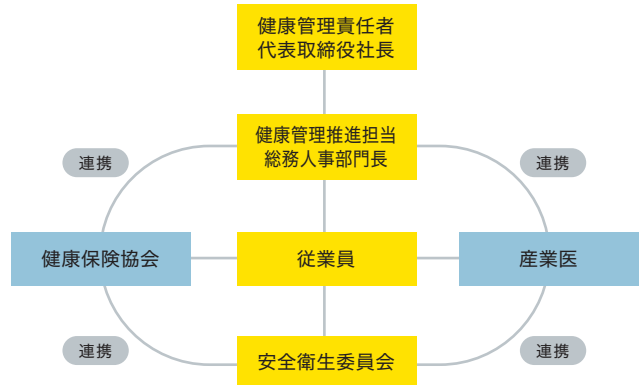 健康管理責任者
代表取締役社長
健康管理推進担当
総務人事部門長
連携
連携
健康保険協会
従業員
産業医
連携
連携
安全衛生委員会